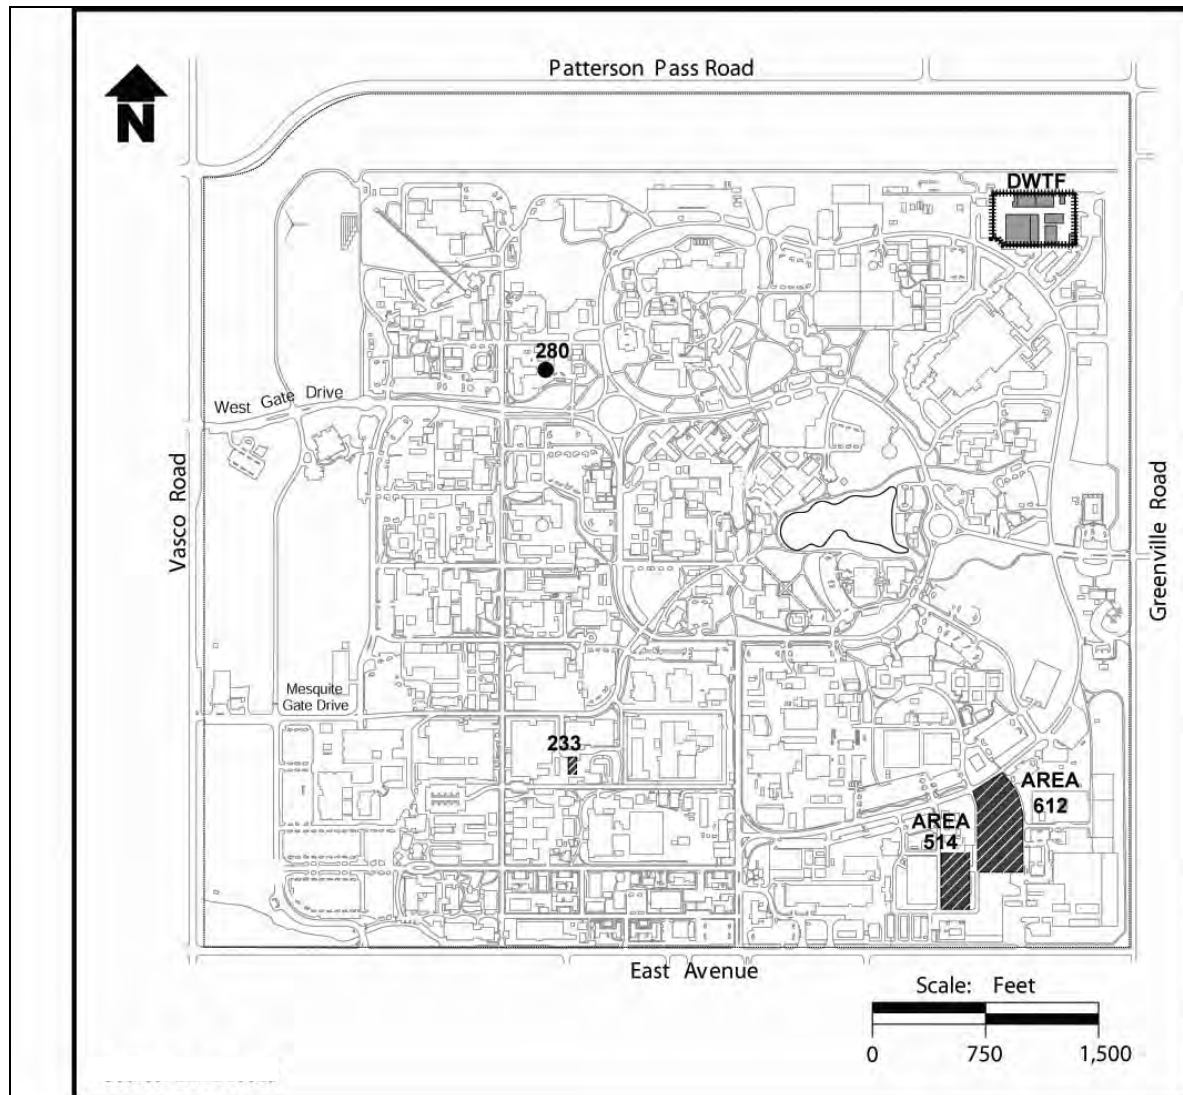 Patterson Pass Road
N
DWTF
280
West Gate Drive
Vasco Road
Greenville Road
Mesquite
Gate Drive
233
AREA
612
AREA
514
East Avenue
Scale: Feet
0 750 1,500